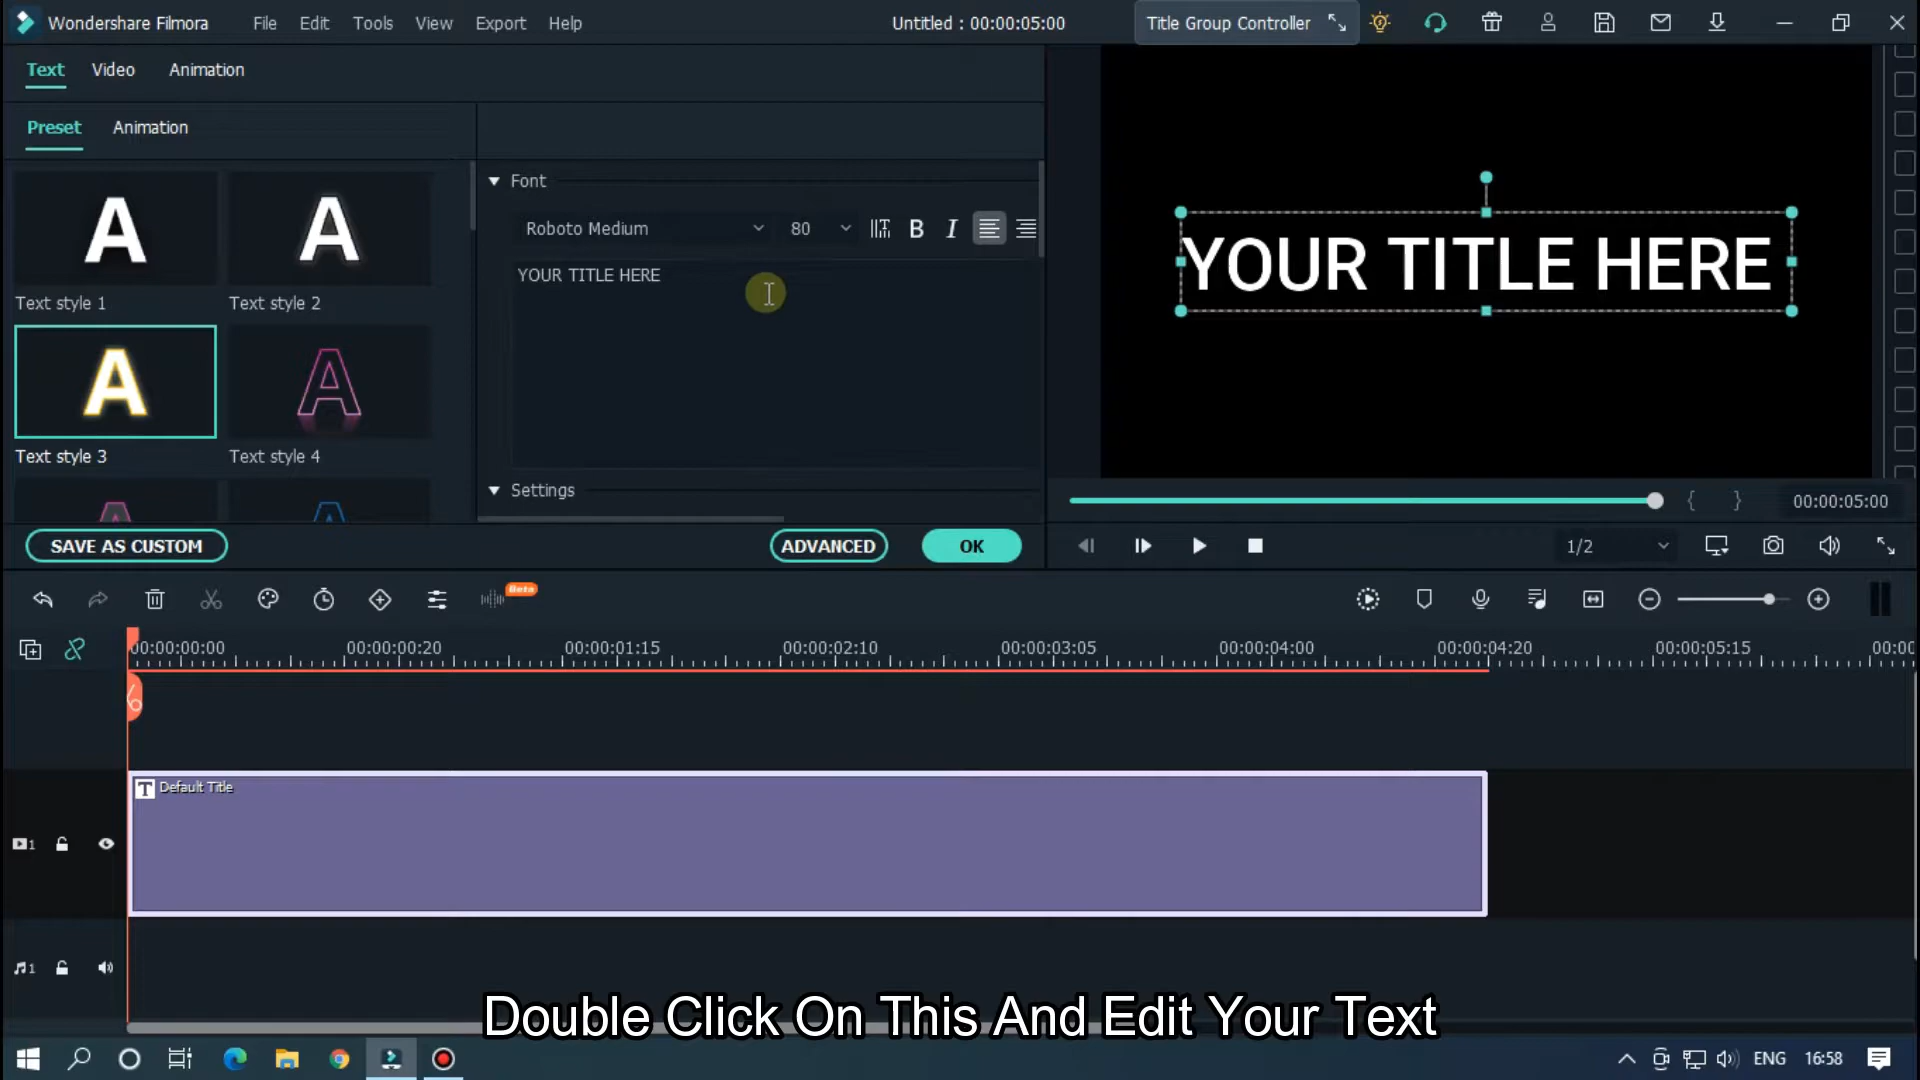 Wondershare Filmora File Edit Tools View Export Help Untitled : 00:00:05:00 Title Group Controller
Text Video Animation
Preset Animation
Font
Roboto Medium 80 B I
YOUR TITLE HERE
YOUR TITLE HERE
A A
Text style 1 Text style 2
A A
Text style 3 Text style 4
A A
Settings
{ } 00:00:05:00
SAVE AS CUSTOM ADVANCED OK 1/2
Beta
00:00:00:00 00:00:00:20 00:00:01:15 00:00:02:10 00:00:03:05 00:00:04:00 00:00:04:20 00:00:05:15
T Default Title
1
1
Double Click On This And Edit Your Text
ENG 16:58